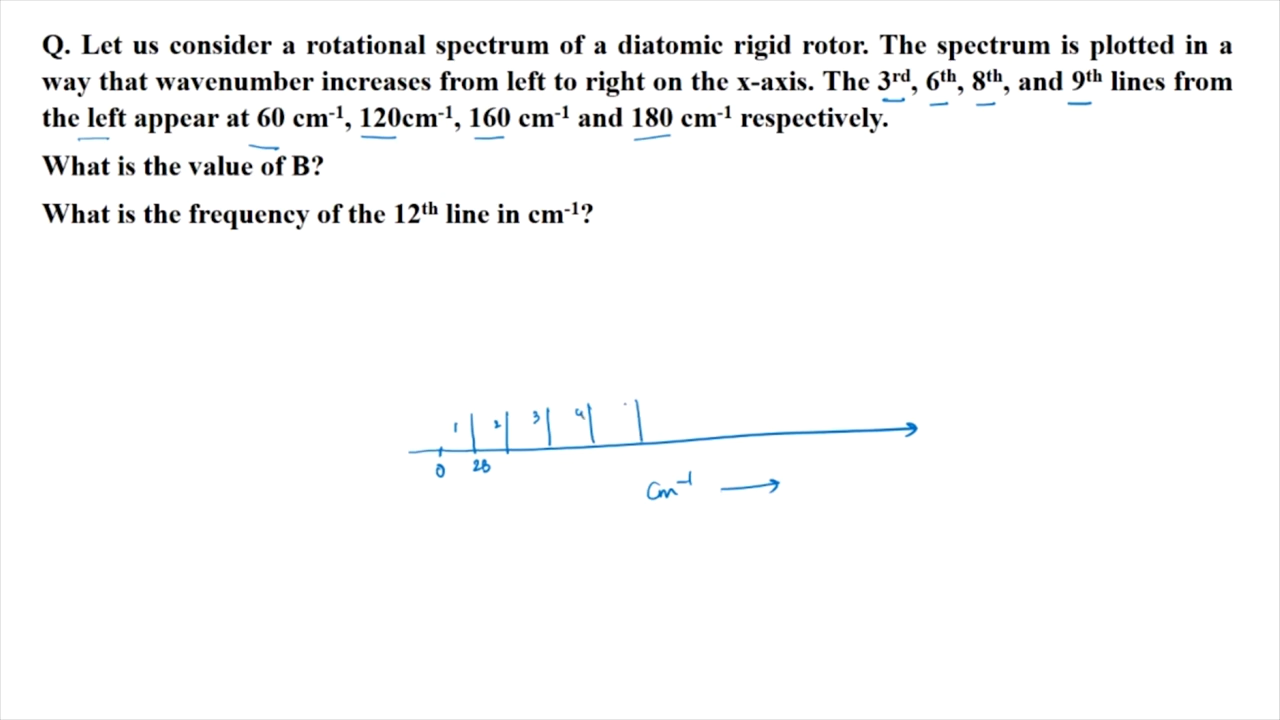 Q. Let us consider a rotational spectrum of a diatomic rigid rotor. The spectrum is plotted in a
way that wavenumber increases from left to right on the x-axis. The 3rd, 6th, 8th, and 9th lines from
the left appear at 60 cm-1, 120cm-1, 160 cm-1 and 180 cm-1 respectively.
What is the value of B?
What is the frequency of the 12th line in cm-1?
1 2 3 4
0 2B
cm-1